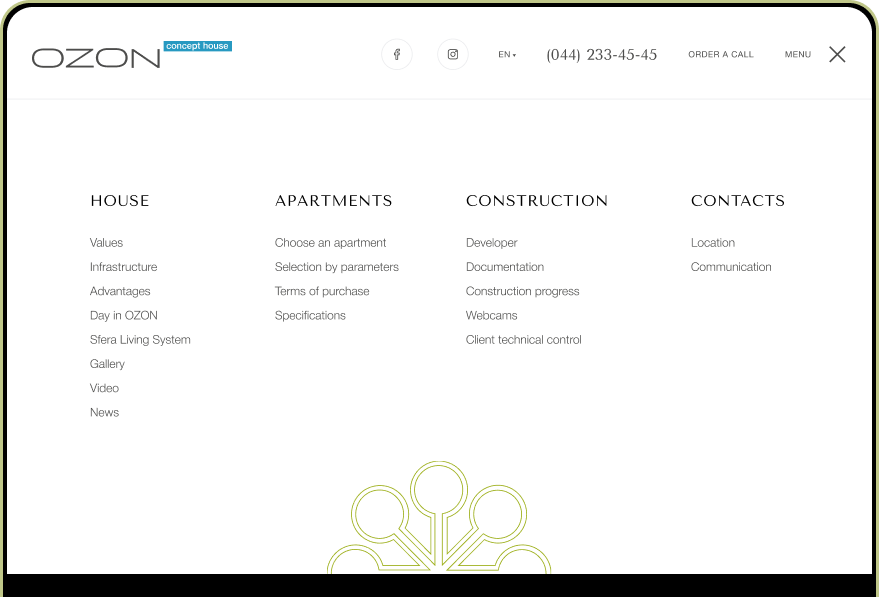 OZON concept house
EN
(044) 233-45-45
ORDER A CALL
MENU
HOUSE
Values
Infrastructure
Advantages
Day in OZON
Sfera Living System
Gallery
Video
News
APARTMENTS
Choose an apartment
Selection by parameters
Terms of purchase
Specifications
CONSTRUCTION
Developer
Documentation
Construction progress
Webcams
Client technical control
CONTACTS
Location
Communication